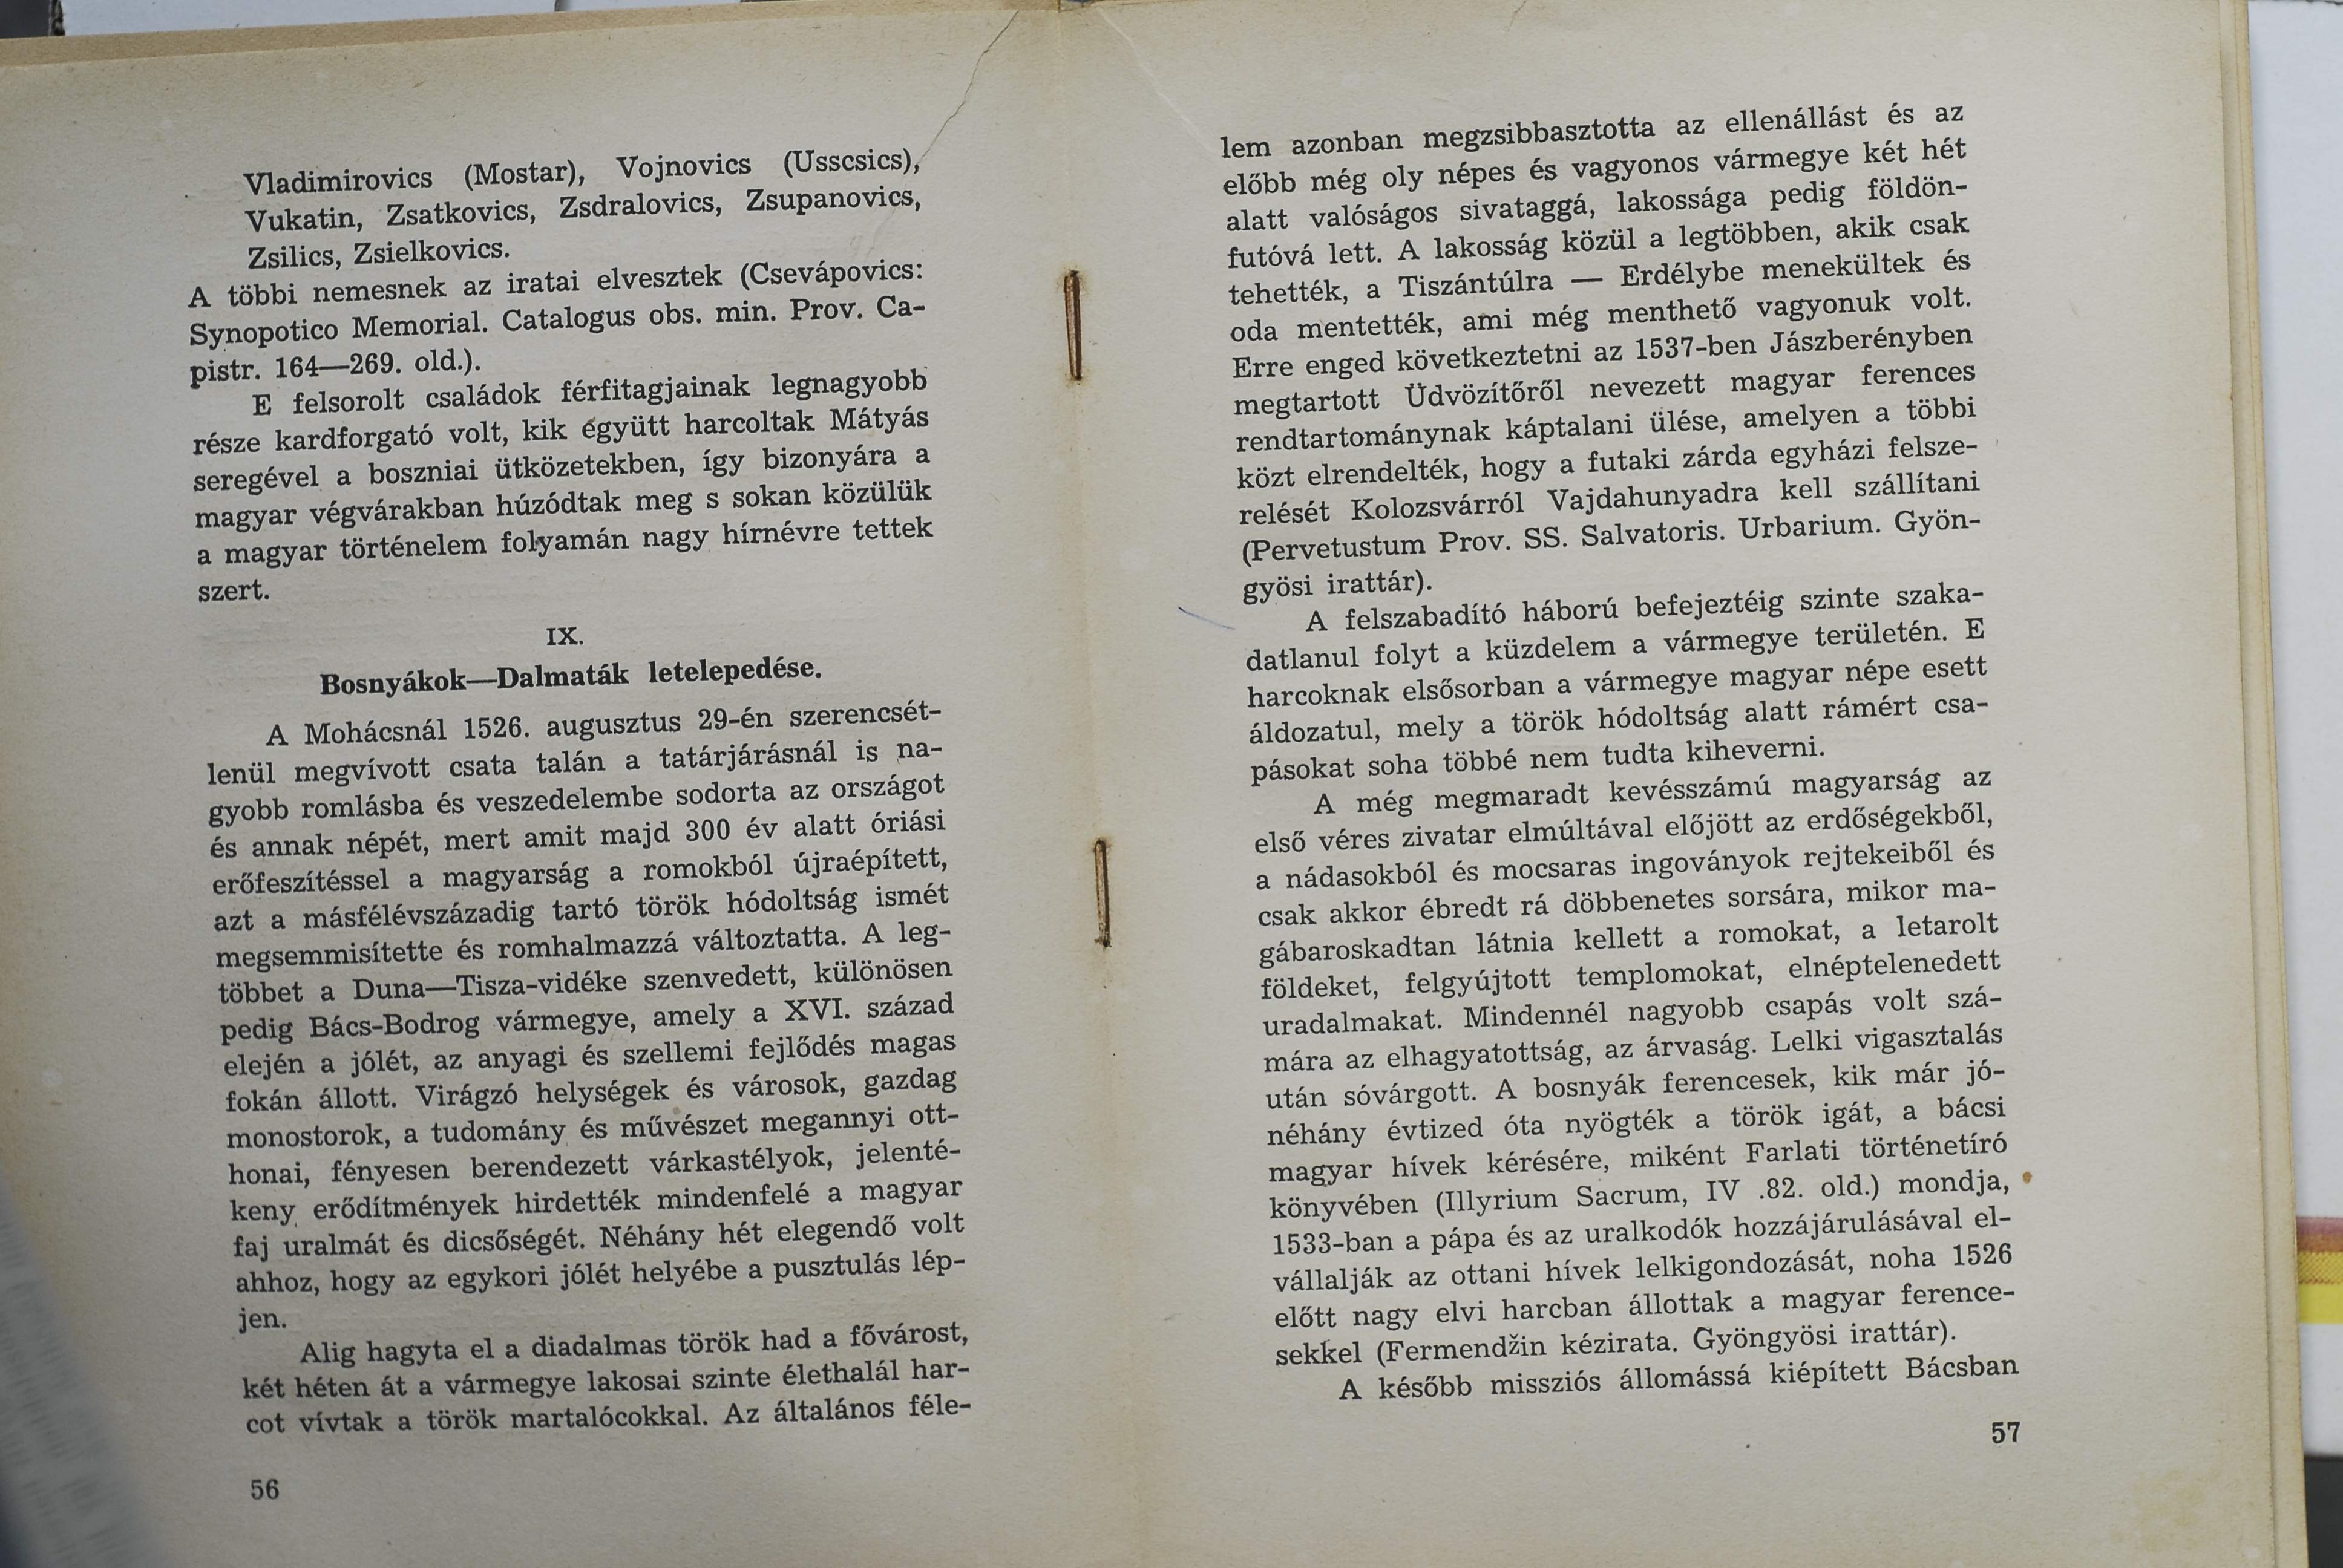 Vladimirovics (Mostar), Vojnovics (Usscsics),
Vukatin, Zsatkovics, Zsdralovics, Zsupanovics,
Zsilics, Zsielkovics.
A többi nemesnek az iratai elvesztek (Csevápovics:
Synopotico Memorial. Catalogus obs. min. Prov. Ca-
pistr. 164—269. old.).
E felsorolt családok férfitagjainak legnagyobb
része kardforgató volt, kik együtt harcoltak Mátyás
seregével a boszniai ütközetekben, így bizonyára a
magyar végvárakban húzódtak meg s sokan közülük
a magyar történelem folyamán nagy hírnévre tettek
szert.
IX.
Bosnyákok—Dalmaták letelepedése.
A Mohácsnál 1526. augusztus 29-én szerencsét-
lenül megvívott csata talán a tatárjárásnál is na-
gyobb romlásba és veszedelembe sodorta az országot
és annak népét, mert amit majd 300 év alatt óriási
erőfeszítéssel a magyarság a romokból újraépített,
azt a másfélévszázadig tartó török hódoltság ismét
megsemmisítette és romhalmazzá változtatta. A leg-
többet a Duna—Tisza-vidéke szenvedett, különösen
pedig Bács-Bodrog vármegye, amely a XVI. század
elején a jólét, az anyagi és szellemi fejlődés magas
fokán állott. Virágzó helységek és városok, gazdag
monostorok, a tudomány és művészet megannyi ott-
honai, fényesen berendezett várkastélyok, jelenté-
keny erődítmények hirdették mindenfelé a magyar
faj uralmát és dicsőségét. Néhány hét elegendő volt
ahhoz, hogy az egykori jólét helyébe a pusztulás lép-
jen.
Alig hagyta el a diadalmas török had a fővárost,
két héten át a vármegye lakosai szinte élethalál har-
cot vívtak a török martalócokkal. Az általános féle-
56
lem azonban megzsibbasztotta az ellenállást és az
előbb még oly népes és vagyonos vármegye két hét
alatt valóságos sivataggá, lakossága pedig földön-
futóvá lett. A lakosság közül a legtöbben, akik csak
tehették, a Tiszántúlra — Erdélybe menekültek és
oda mentették, ami még menthető vagyonuk volt.
Erre enged következtetni az 1537-ben Jászberényben
megtartott Üdvözítőről nevezett magyar ferences
rendtartománynak káptalani ülése, amelyen a többi
közt elrendelték, hogy a futaki zárda egyházi felsze-
relését Kolozsvárról Vajdahunyadra kell szállítani
(Pervetustum Prov. SS. Salvatoris. Urbarium. Gyön-
gyösi irattár).
A felszabadító háború befejeztéig szinte szaka-
datlanul folyt a küzdelem a vármegye területén. E
harcoknak elsősorban a vármegye magyar népe esett
áldozatul, mely a török hódoltság alatt rámért csa-
pásokat soha többé nem tudta kiheverni.
A még megmaradt kevésszámú magyarság az
első véres zivatar elmúltával előjött az erdőségekből,
a nádasokból és mocsaras ingoványok rejtekeiből és
csak akkor ébredt rá döbbenetes sorsára, mikor ma-
gábaroskadtan látnia kellett a romokat, a letarolt
földeket, felgyújtott templomokat, elnéptelenedett
uradalmakat. Mindennél nagyobb csapás volt szá-
mára az elhagyatottság, az árvaság. Lelki vigasztalás
után sóvárgott. A bosnyák ferencesek, kik már jó-
néhány évtized óta nyögték a török igát, a bácsi
magyar hívek kérésére, miként Farlati történetíró
könyvében (Illyrium Sacrum, IV .82. old.) mondja,
1533-ban a pápa és az uralkodók hozzájárulásával el-
vállalják az ottani hívek lelkigondozását, noha 1526
előtt nagy elvi harcban állottak a magyar ference-
sekkel (Fermendžin kézirata. Gyöngyösi irattár).
A később missziós állomássá kiépített Bácsban
57